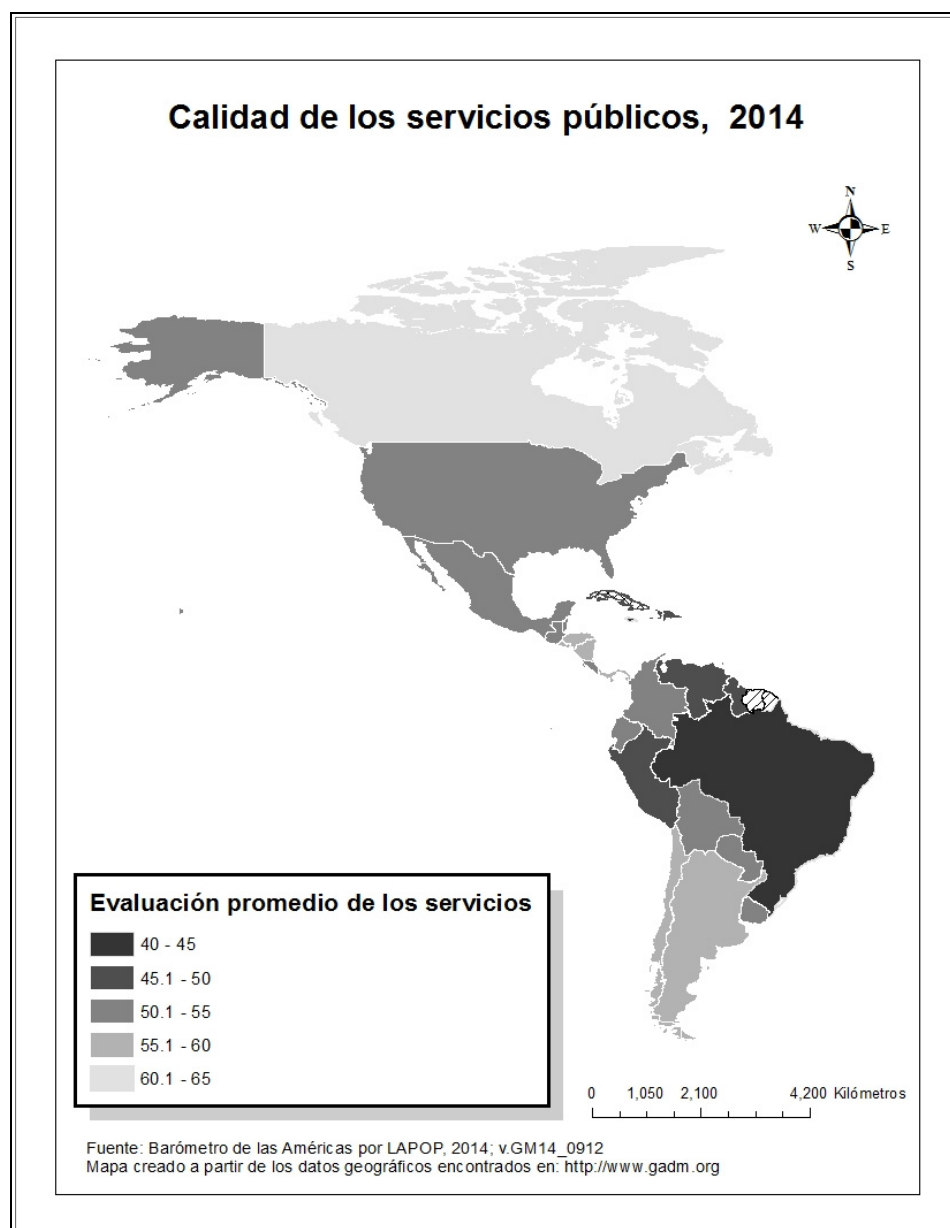 Calidad de los servicios públicos,  2014
N
W E
S
Evaluación promedio de los servicios
40 - 45
45.1 - 50
50.1 - 55
55.1 - 60
60.1 - 65
0 1,050 2,100 4,200 Kilómetros
Fuente: Barómetro de las Américas por LAPOP, 2014; v.GM14_0912
Mapa creado a partir de los datos geográficos encontrados en: http://www.gadm.org